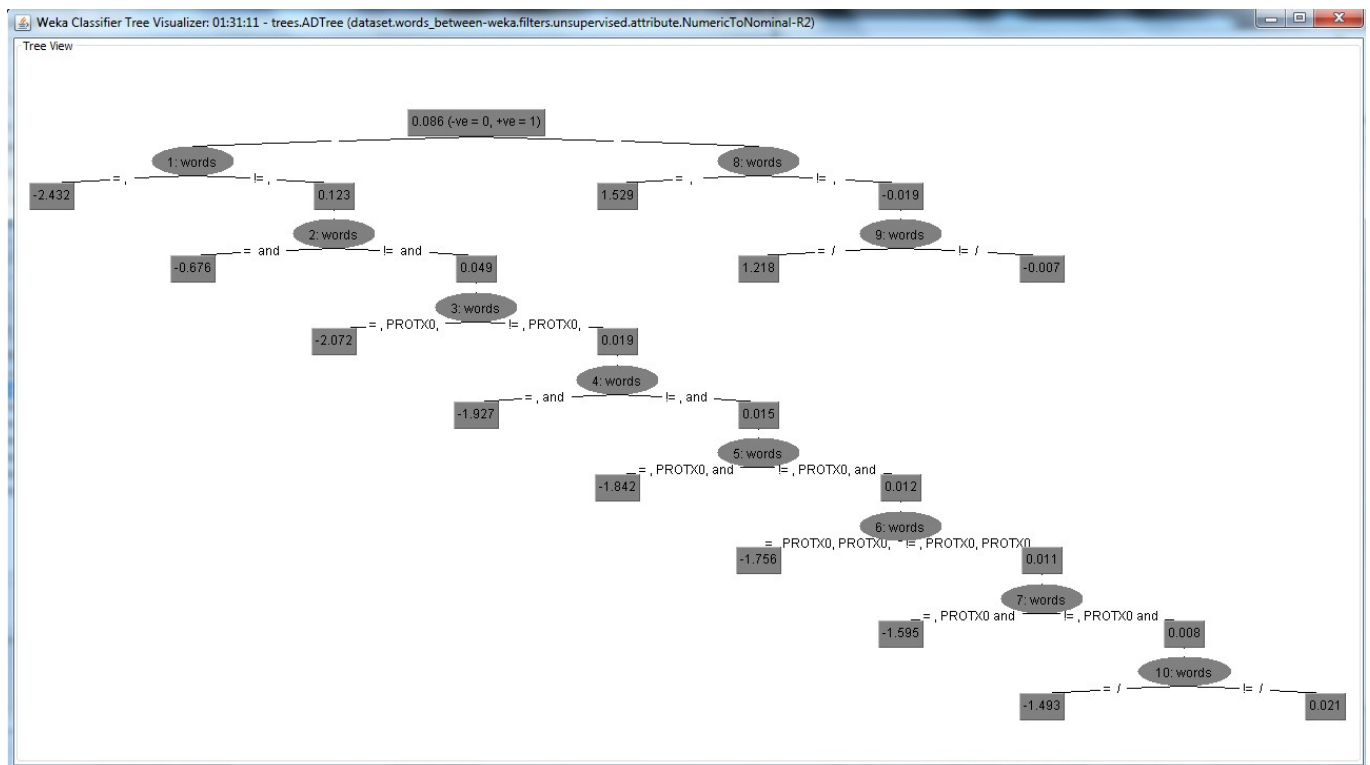 Weka Classifier Tree Visualizer: 01:31:11 - trees.ADTree (dataset.words_between-weka.filters.unsupervised.attribute.NumericToNominal-R2)
Tree View
0.086 (-ve = 0, +ve = 1)
1: words
8: words
= ,
!= ,
= ,
!= ,
-2.432
0.123
1.529
-0.019
2: words
9: words
= and
!= and
= /
!= /
-0.676
0.049
1.218
-0.007
3: words
= , PROTX0,
!= , PROTX0,
-2.072
0.019
4: words
= , and
!= , and
-1.927
0.015
5: words
= , PROTX0, and
!= , PROTX0, and
-1.842
0.012
6: words
= , PROTX0, PROTX0,
!= , PROTX0, PROTX0,
-1.756
0.011
7: words
= , PROTX0 and
!= , PROTX0 and
-1.595
0.008
10: words
= /
!= /
-1.493
0.021